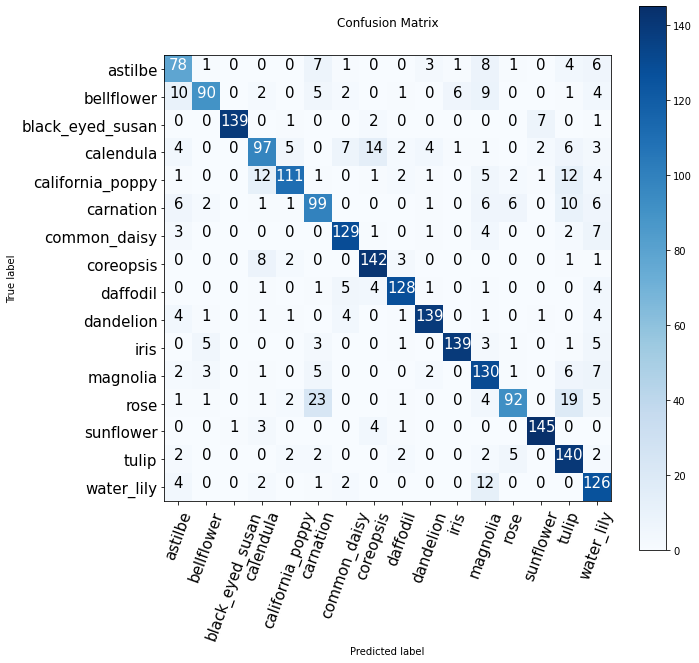 Confusion Matrix
astilbe 78 1 0 0 0 7 1 0 0 3 1 8 1 0 4 6
bellflower 10 90 0 2 0 5 2 0 1 0 6 9 0 0 1 4
black_eyed_susan 0 0 139 0 1 0 0 2 0 0 0 0 0 7 0 1
calendula 4 0 0 97 5 0 7 14 2 4 1 1 0 2 6 3
california_poppy 1 0 0 12 111 1 0 1 2 1 0 5 2 1 12 4
carnation 6 2 0 1 1 99 0 0 0 1 0 6 6 0 10 6
common_daisy 3 0 0 0 0 0 129 1 0 1 0 4 0 0 2 7
coreopsis 0 0 0 8 2 0 0 142 3 0 0 0 0 0 1 1
daffodil 0 0 0 1 0 1 5 4 128 1 0 1 0 0 0 4
dandelion 4 1 0 1 1 0 4 0 1 139 0 1 0 1 0 4
iris 0 5 0 0 0 3 0 0 1 0 139 3 1 0 1 5
magnolia 2 3 0 1 0 5 0 0 0 2 0 130 1 0 6 7
rose 1 1 0 1 2 23 0 0 1 0 0 4 92 0 19 5
sunflower 0 0 1 3 0 0 0 4 1 0 0 0 0 145 0 0
tulip 2 0 0 0 2 2 0 0 2 0 0 2 5 0 140 2
water_lily 4 0 0 2 0 1 2 0 0 0 0 12 0 0 0 126
astilbe
bellflower
black_eyed_susan
calendula
california_poppy
carnation
common_daisy
coreopsis
daffodil
dandelion
iris
magnolia
rose
sunflower
tulip
water_lily
True label
Predicted label
140
120
100
80
60
40
20
0